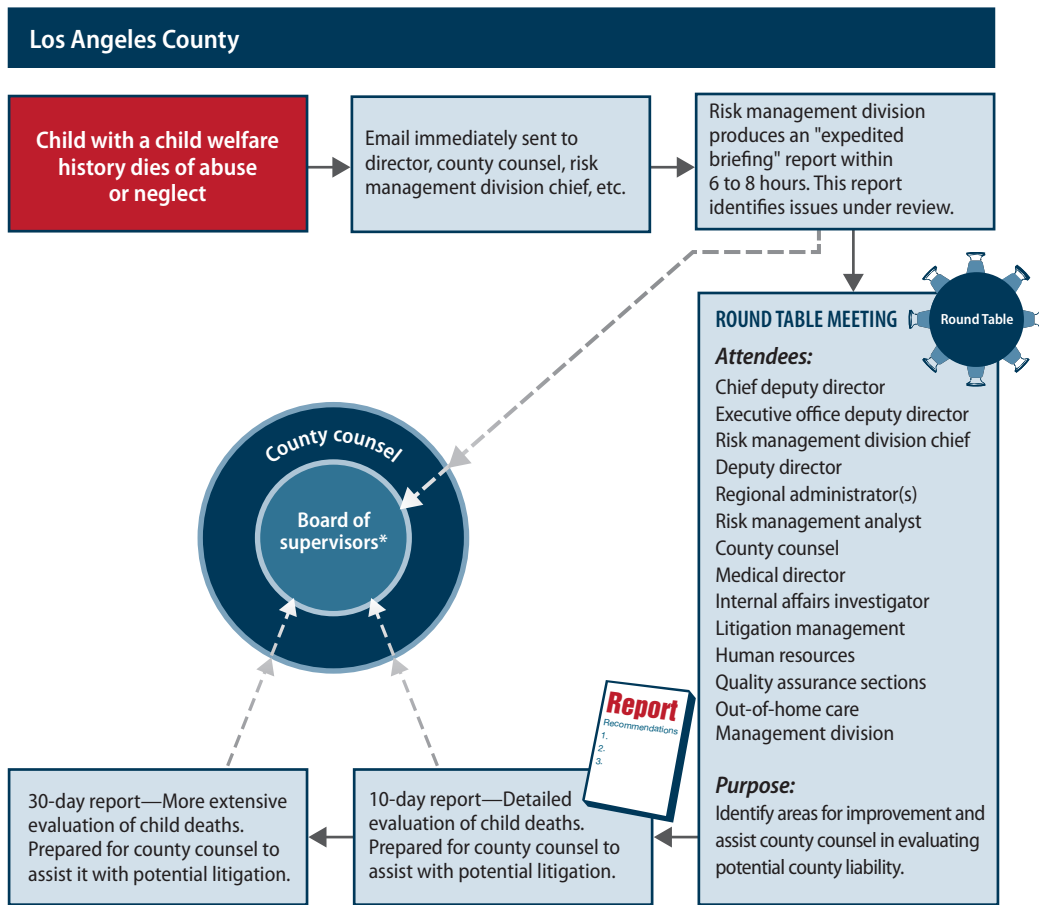 Los Angeles County
Child with a child welfare
history dies of abuse
or neglect
Email immediately sent to
director, county counsel, risk
management division chief, etc.
Risk management division
produces an "expedited
briefing" report within
6 to 8 hours. This report
identifies issues under review.
ROUND TABLE MEETING
Round Table
Attendees:
Chief deputy director
Executive office deputy director
Risk management division chief
Deputy director
Regional administrator(s)
Risk management analyst
County counsel
Medical director
Internal affairs investigator
Litigation management
Human resources
Quality assurance sections
Out-of-home care
Management division
Purpose:
Identify areas for improvement and
assist county counsel in evaluating
potential county liability.
County counsel
Board of
supervisors*
Report
Recommendations
1.
2.
3.
10-day report—Detailed
evaluation of child deaths.
Prepared for county counsel to
assist with potential litigation.
30-day report—More extensive
evaluation of child deaths.
Prepared for county counsel to
assist it with potential litigation.